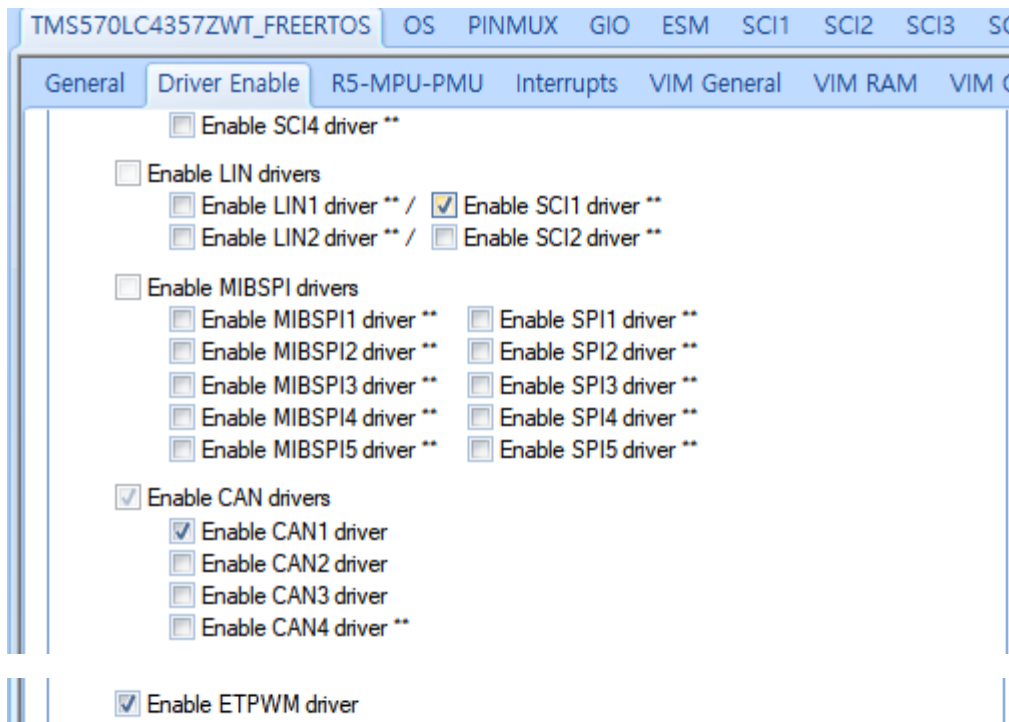 TMS570LC4357ZWT_FREERTOS OS PINMUX GIO ESM SCI1 SCI2 SCI3
General Driver Enable R5-MPU-PMU Interrupts VIM General VIM RAM VIM
Enable SCI4 driver **
Enable LIN drivers
Enable LIN1 driver ** / Enable SCI1 driver **
Enable LIN2 driver ** / Enable SCI2 driver **
Enable MIBSPI drivers
Enable MIBSPI1 driver ** Enable SPI1 driver **
Enable MIBSPI2 driver ** Enable SPI2 driver **
Enable MIBSPI3 driver ** Enable SPI3 driver **
Enable MIBSPI4 driver ** Enable SPI4 driver **
Enable MIBSPI5 driver ** Enable SPI5 driver **
Enable CAN drivers
Enable CAN1 driver
Enable CAN2 driver
Enable CAN3 driver
Enable CAN4 driver **
Enable ETPWM driver